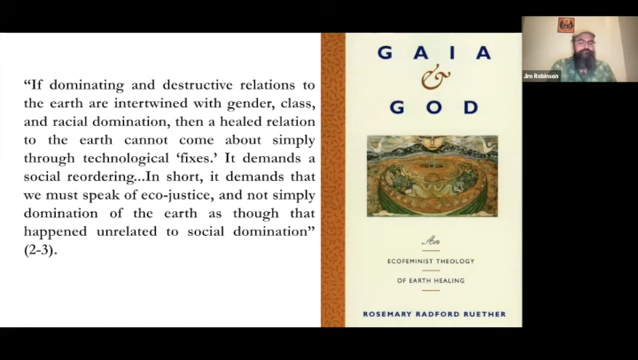 “If dominating and destructive relations to
the earth are intertwined with gender, class,
and racial domination, then a healed relation
to the earth cannot come about simply
through technological ‘fixes.’ It demands a
social reordering...In short, it demands that
we must speak of eco-justice, and not simply
domination of the earth as though that
happened unrelated to social domination”
(2-3).
GAIA
&
GOD
An
ECOFEMINIST THEOLOGY
OF EARTH HEALING
ROSEMARY RADFORD RUETHER
Jim Robinson